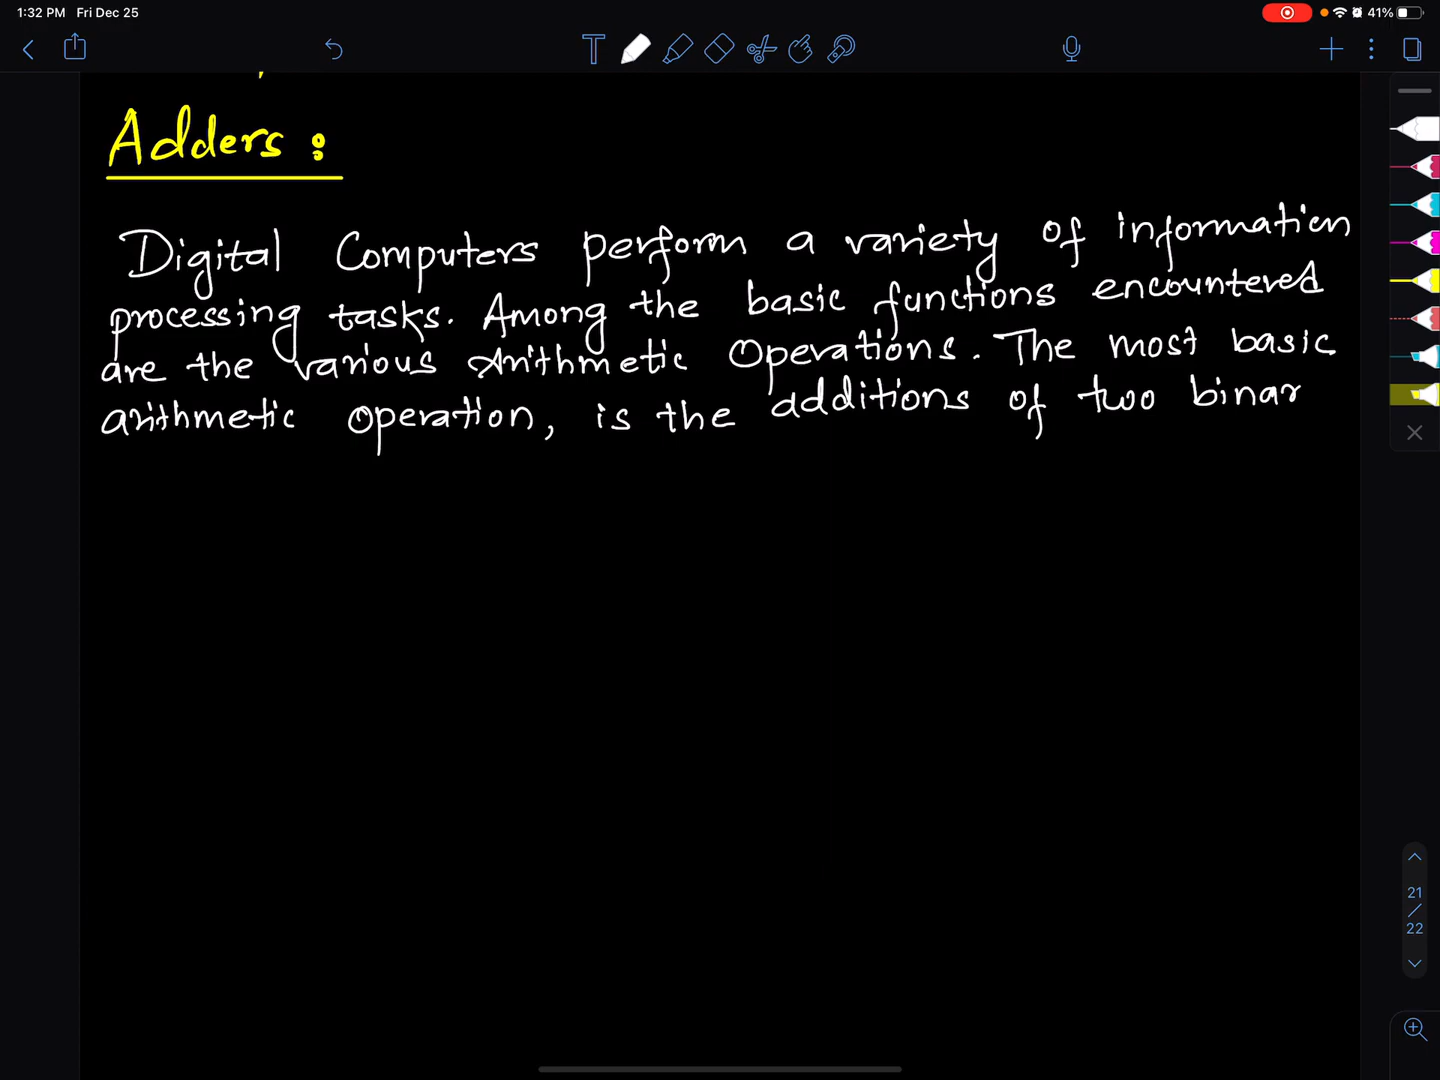 1:32 PM Fri Dec 25
41%
Adders :
Digital Computers perform a variety of information
processing tasks. Among the basic functions encountered
are the various arithmetic Operations. The most basic
arithmetic operation, is the additions of two binar
21
22